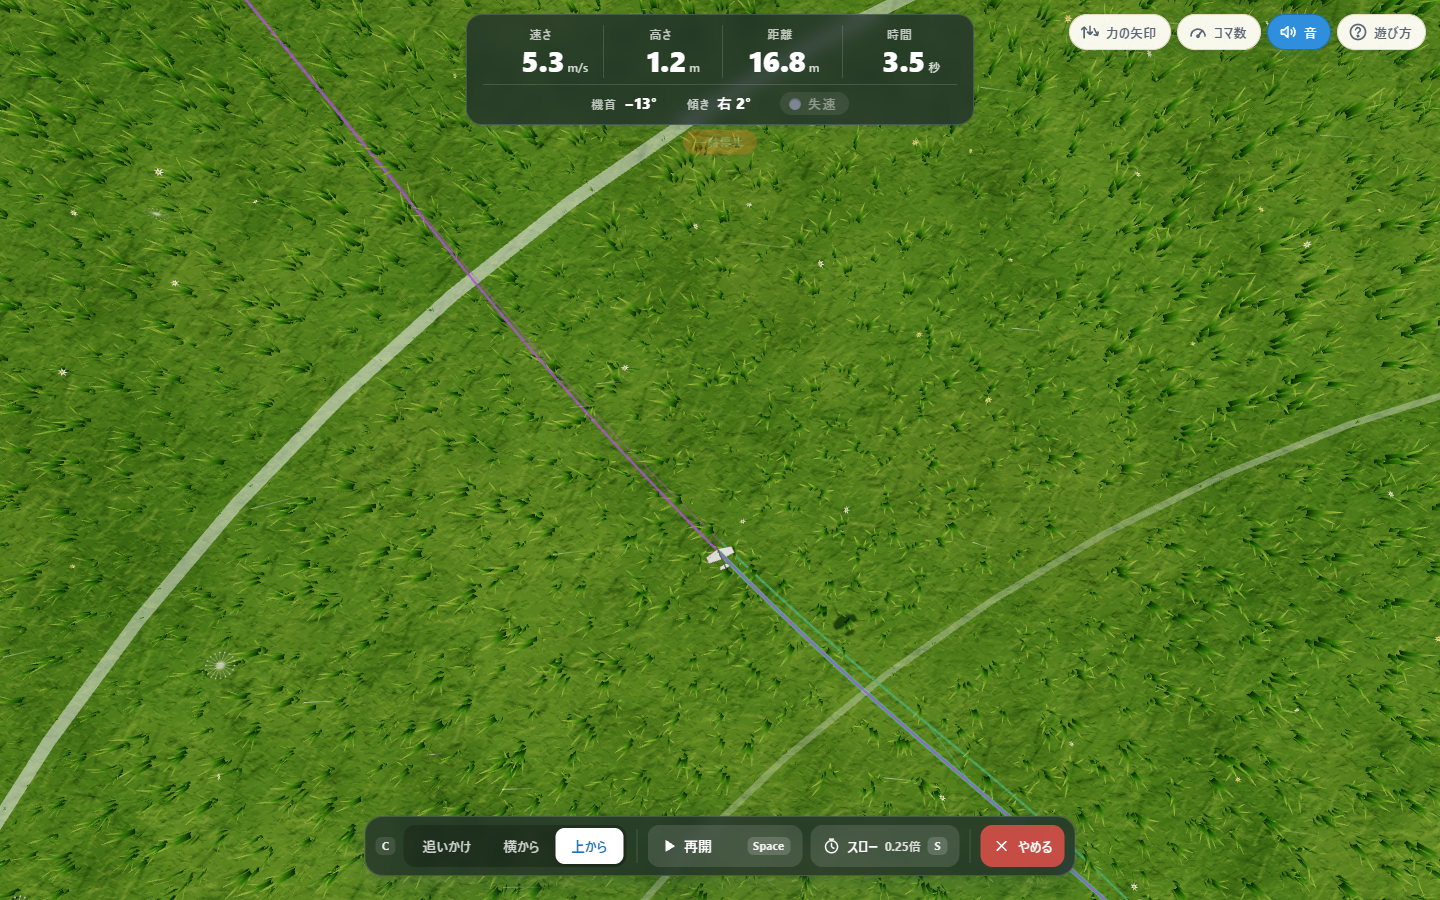 速さ 高さ 距離 時間
5.3 m/s 1.2 m 16.8 m 3.5 秒
機首 −13° 傾き 右 2° 失速
力の矢印 コマ数 音 遊び方
C 追いかけ 横から 上から 再開 Space スロー 0.25倍 S やめる